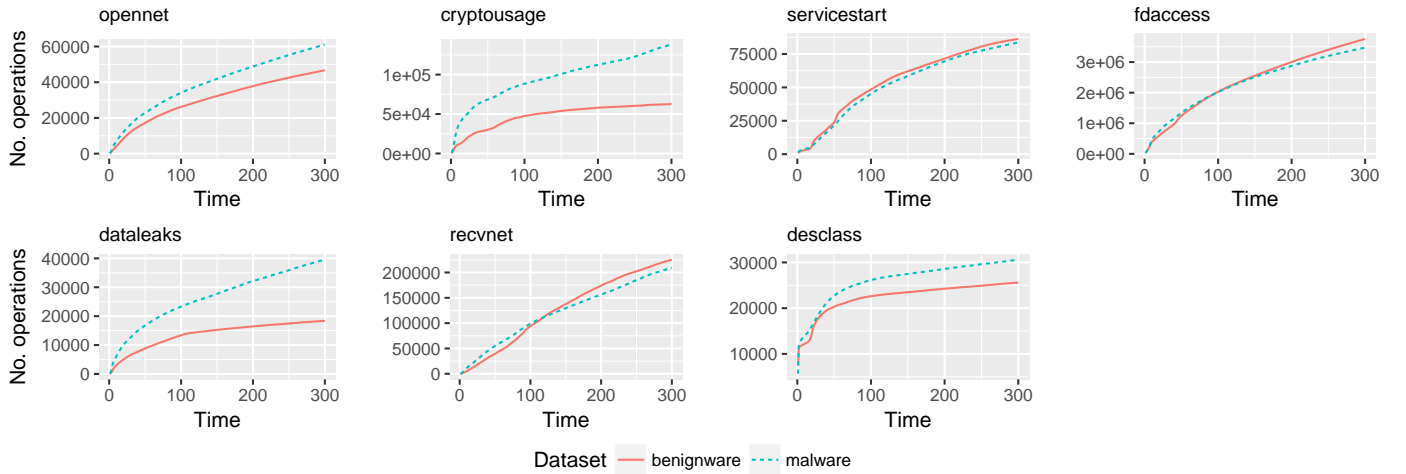 opennet
cryptousage
servicestart
fdaccess
No. operations
60000
40000
20000
0
0 100 200 300
Time
1e+05
5e+04
0e+00
0 100 200 300
Time
75000
50000
25000
0
0 100 200 300
Time
3e+06
2e+06
1e+06
0e+00
0 100 200 300
Time
dataleaks
recvnet
desclass
No. operations
40000
30000
20000
10000
0
0 100 200 300
Time
200000
150000
100000
50000
0
0 100 200 300
Time
30000
20000
10000
0 100 200 300
Time
Dataset benignware malware